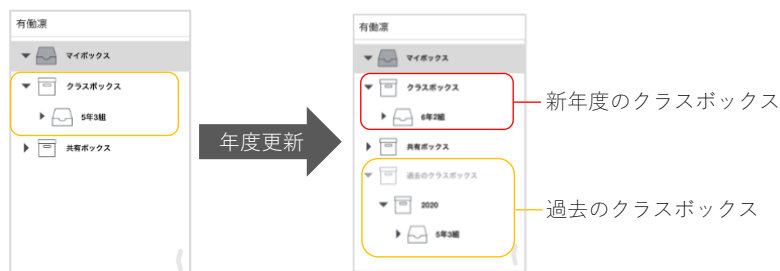 有働凛
マイボックス
クラスボックス
5年3組
共有ボックス
年度更新
有働凛
マイボックス
クラスボックス
6年2組
共有ボックス
過去のクラスボックス
2020
5年3組
新年度のクラスボックス
過去のクラスボックス